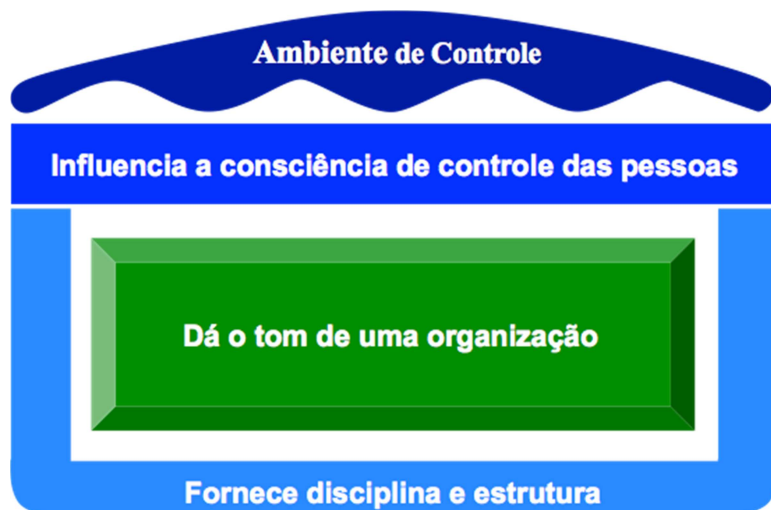 Ambiente de Controle
Influencia a consciência de controle das pessoas
Dá o tom de uma organização
Fornece disciplina e estrutura